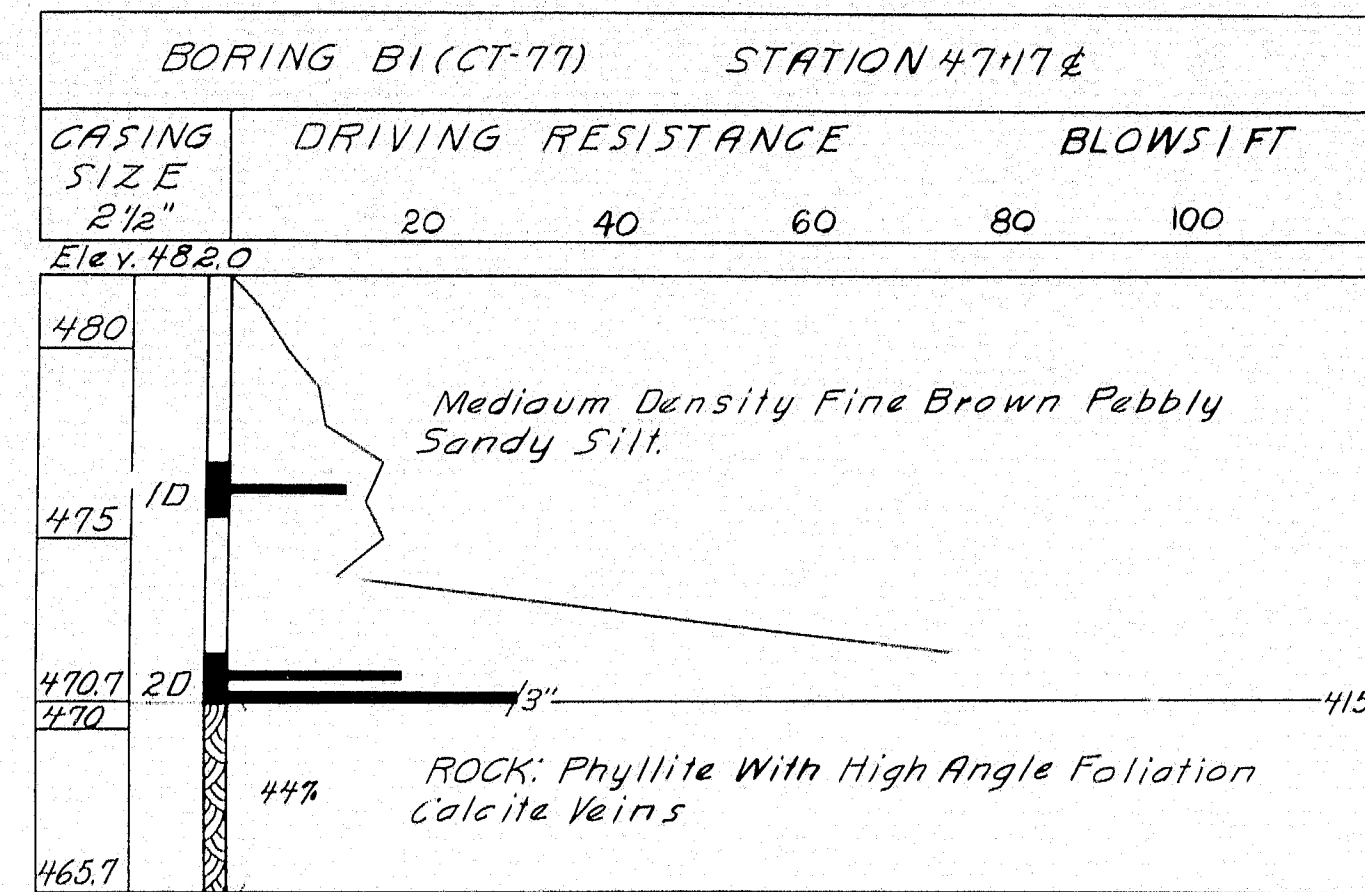 BORING B1 (CT-77) STATION 47+17 ℄
CASING SIZE 2 1/2"
DRIVING RESISTANCE BLOWS / FT
20 40 60 80 100
Elev. 482.0
480
Mediaum Density Fine Brown Pebbly
Sandy Silt.
1D
475
470.7 2D /3" 415
470
ROCK: Phyllite With High Angle Foliation
44%
Calcite Veins
465.7